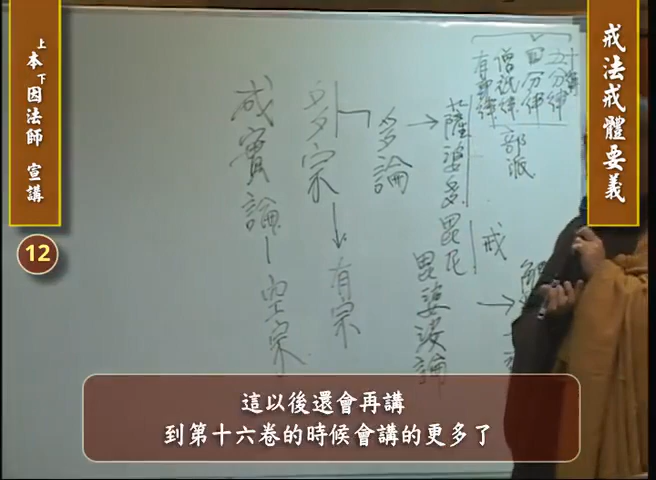 戒法戒體要義
上本下因法師 宣講
12
十誦
五分律
四分律
僧祇律
有部律
部派
戒
薩婆多毘尼
毘婆沙論
多論
多宗
有宗
成實論
空宗
這以後還會再講
到第十六卷的時候會講的更多了